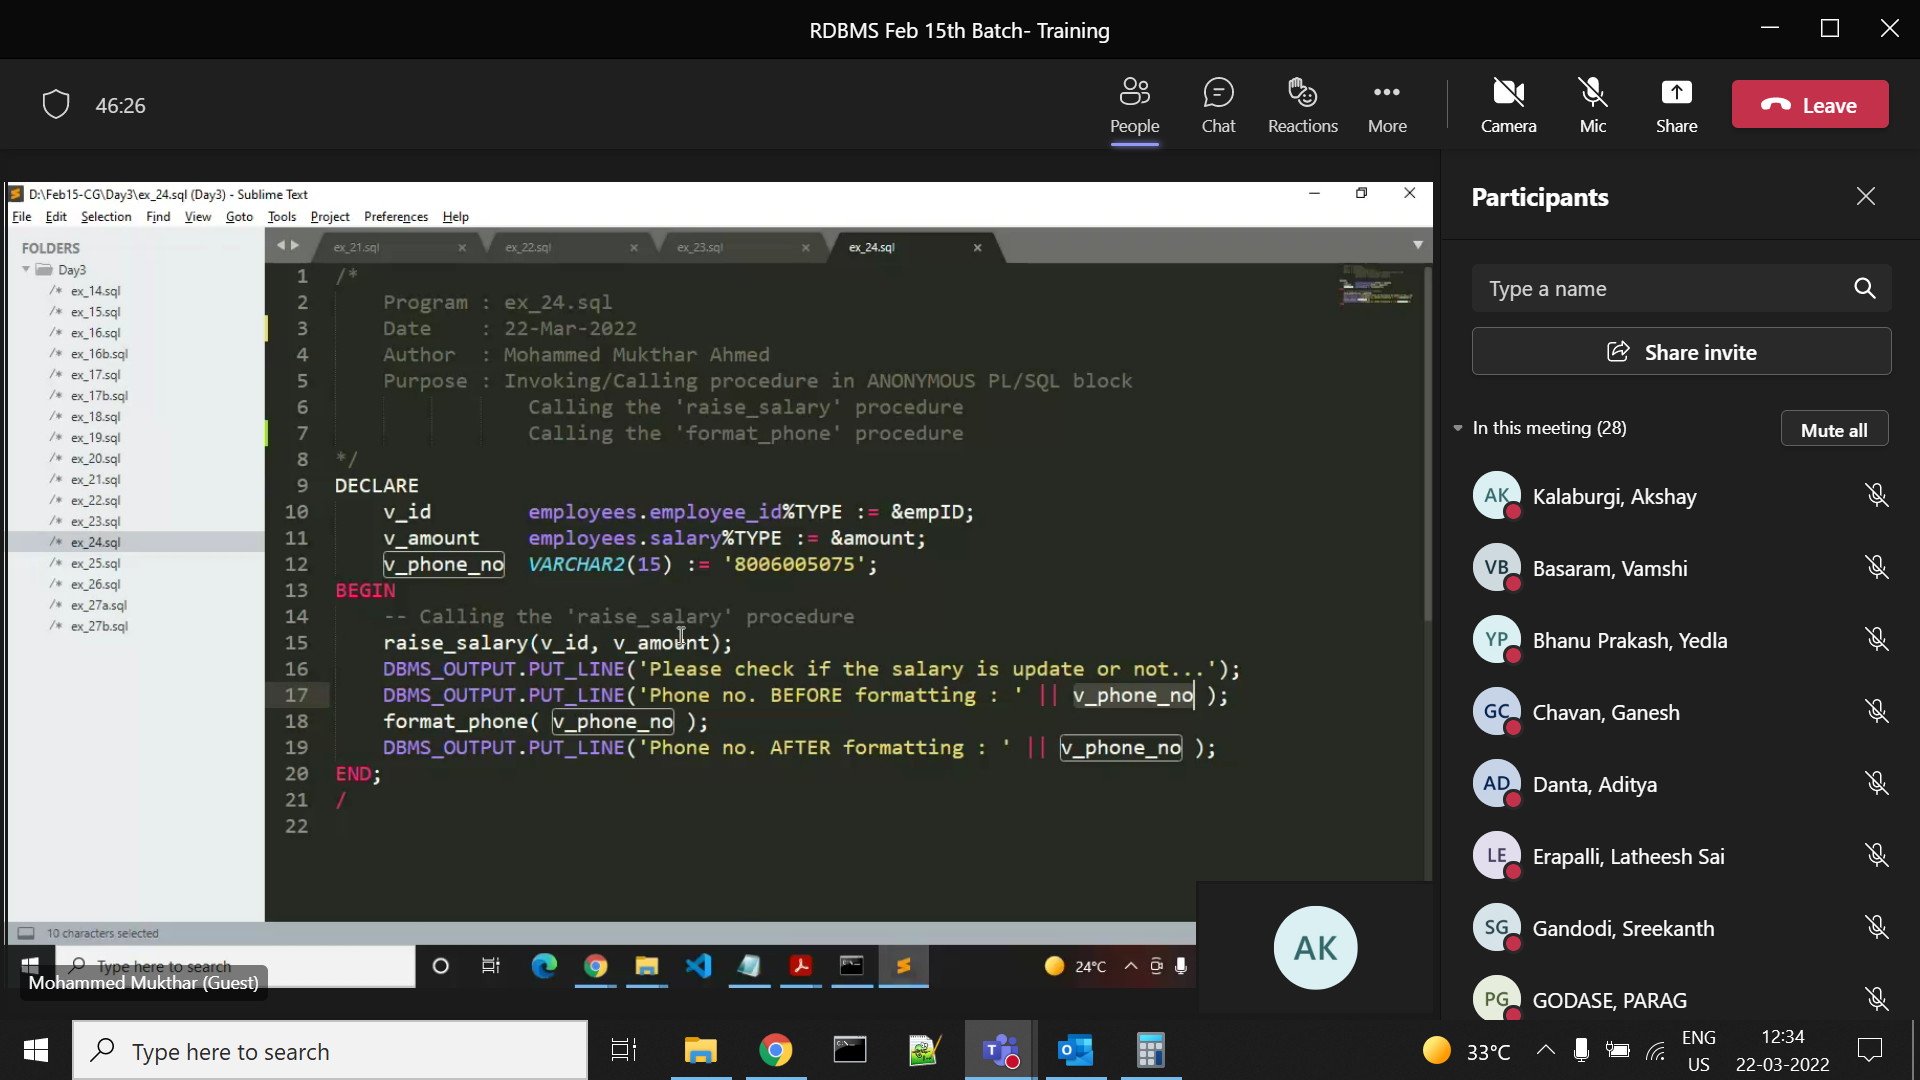 RDBMS Feb 15th Batch- Training
46:26
People
Chat
Reactions
More
Camera
Mic
Share
Leave
D:\Feb15-CG\Day3\ex_24.sql (Day3) - Sublime Text
File Edit Selection Find View Goto Tools Project Preferences Help
FOLDERS
Day3
/* ex_14.sql
/* ex_15.sql
/* ex_16.sql
/* ex_16b.sql
/* ex_17.sql
/* ex_17b.sql
/* ex_18.sql
/* ex_19.sql
/* ex_20.sql
/* ex_21.sql
/* ex_22.sql
/* ex_23.sql
/* ex_24.sql
/* ex_25.sql
/* ex_26.sql
/* ex_27a.sql
/* ex_27b.sql
ex_21.sql ex_22.sql ex_23.sql ex_24.sql
1 /*
2 Program : ex_24.sql
3 Date : 22-Mar-2022
4 Author : Mohammed Mukthar Ahmed
5 Purpose : Invoking/Calling procedure in ANONYMOUS PL/SQL block
6 Calling the 'raise_salary' procedure
7 Calling the 'format_phone' procedure
8 */
9 DECLARE
10 v_id employees.employee_id%TYPE := &empID;
11 v_amount employees.salary%TYPE := &amount;
12 v_phone_no VARCHAR2(15) := '8006005075';
13 BEGIN
14 -- Calling the 'raise_salary' procedure
15 raise_salary(v_id, v_amount);
16 DBMS_OUTPUT.PUT_LINE('Please check if the salary is update or not...');
17 DBMS_OUTPUT.PUT_LINE('Phone no. BEFORE formatting : ' || v_phone_no );
18 format_phone( v_phone_no );
19 DBMS_OUTPUT.PUT_LINE('Phone no. AFTER formatting : ' || v_phone_no );
20 END;
21 /
22
10 characters selected
Type here to search
24°C
Mohammed Mukthar (Guest)
AK
Participants
Type a name
Share invite
In this meeting (28)
Mute all
AK Kalaburgi, Akshay
VB Basaram, Vamshi
YP Bhanu Prakash, Yedla
GC Chavan, Ganesh
AD Danta, Aditya
LE Erapalli, Latheesh Sai
SG Gandodi, Sreekanth
PG GODASE, PARAG
Type here to search
33°C
ENG
US
12:34
22-03-2022